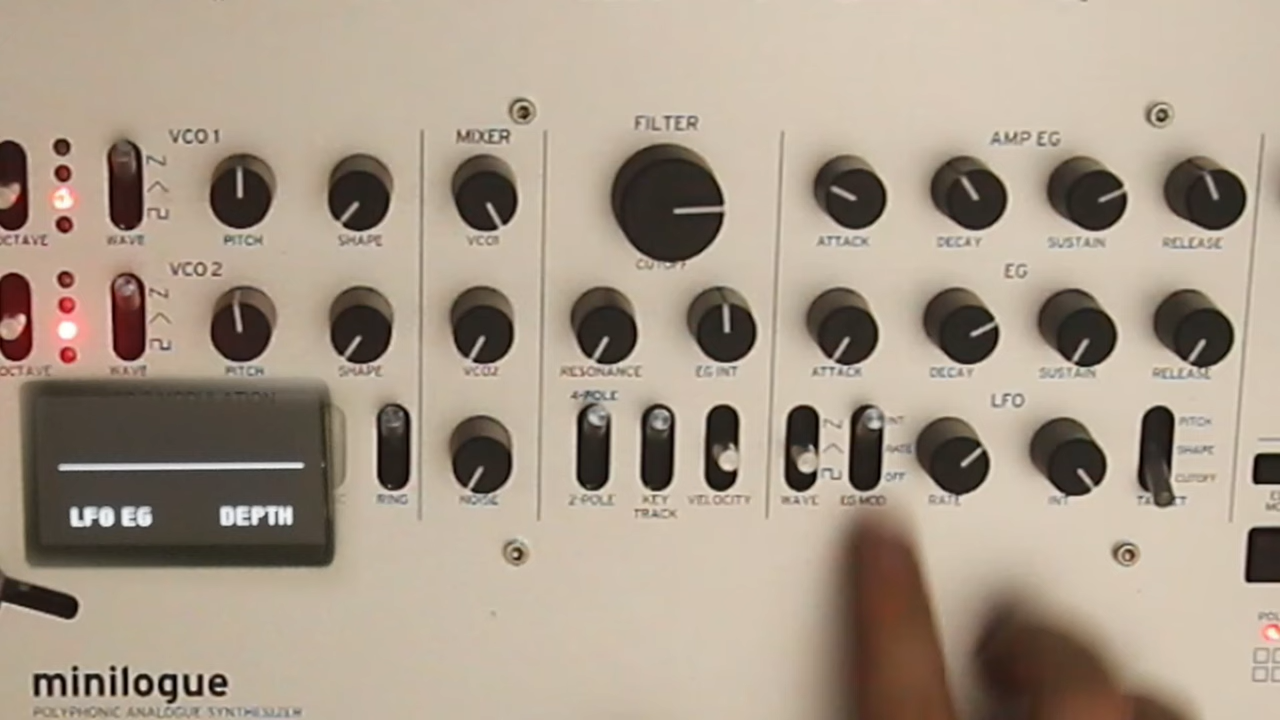 VCO 1
MIXER
FILTER
AMP EG
OCTAVE
WAVE
PITCH
SHAPE
VCO1
CUTOFF
ATTACK
DECAY
SUSTAIN
RELEASE
VCO 2
EG
OCTAVE
WAVE
PITCH
SHAPE
VCO2
RESONANCE
EG INT
ATTACK
DECAY
SUSTAIN
RELEASE
4-POLE
LFO
INT
RATE
OFF
PITCH
SHAPE
CUTOFF
LFO EG DEPTH
RING
NOISE
2-POLE
KEY
TRACK
VELOCITY
WAVE
EG MOD
RATE
INT
minilogue
POLYPHONIC ANALOGUE SYNTHESIZER